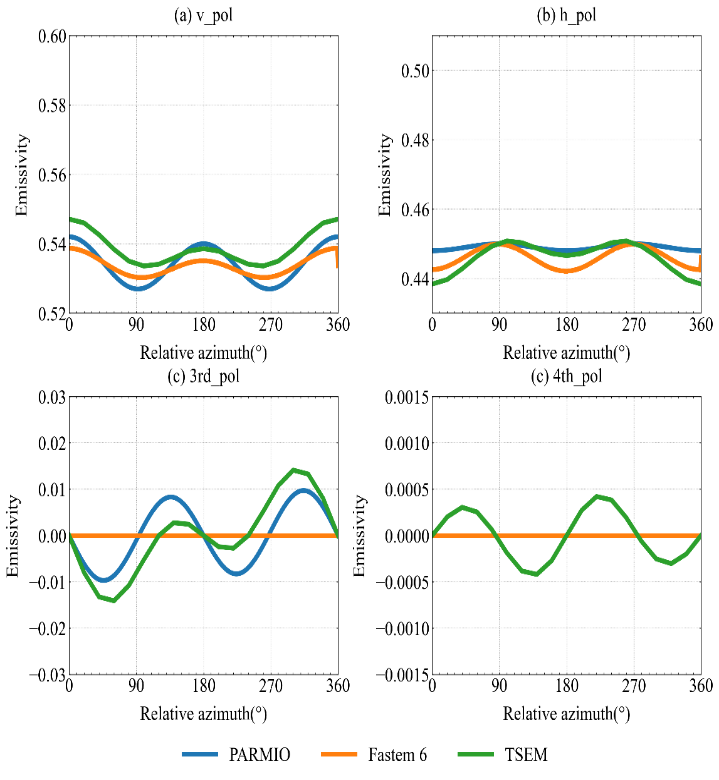 (a) v_pol
(b) h_pol
0.60
0.58
0.56
0.54
0.52
Emissivity
0 90 180 270 360
Relative azimuth(°)
0.50
0.48
0.46
0.44
Emissivity
0 90 180 270 360
Relative azimuth(°)
(c) 3rd_pol
(c) 4th_pol
0.03
0.02
0.01
0.00
−0.01
−0.02
−0.03
Emissivity
0 90 180 270 360
Relative azimuth(°)
0.0015
0.0010
0.0005
0.0000
−0.0005
−0.0010
−0.0015
Emissivity
0 90 180 270 360
Relative azimuth(°)
PARMIO Fastem 6 TSEM